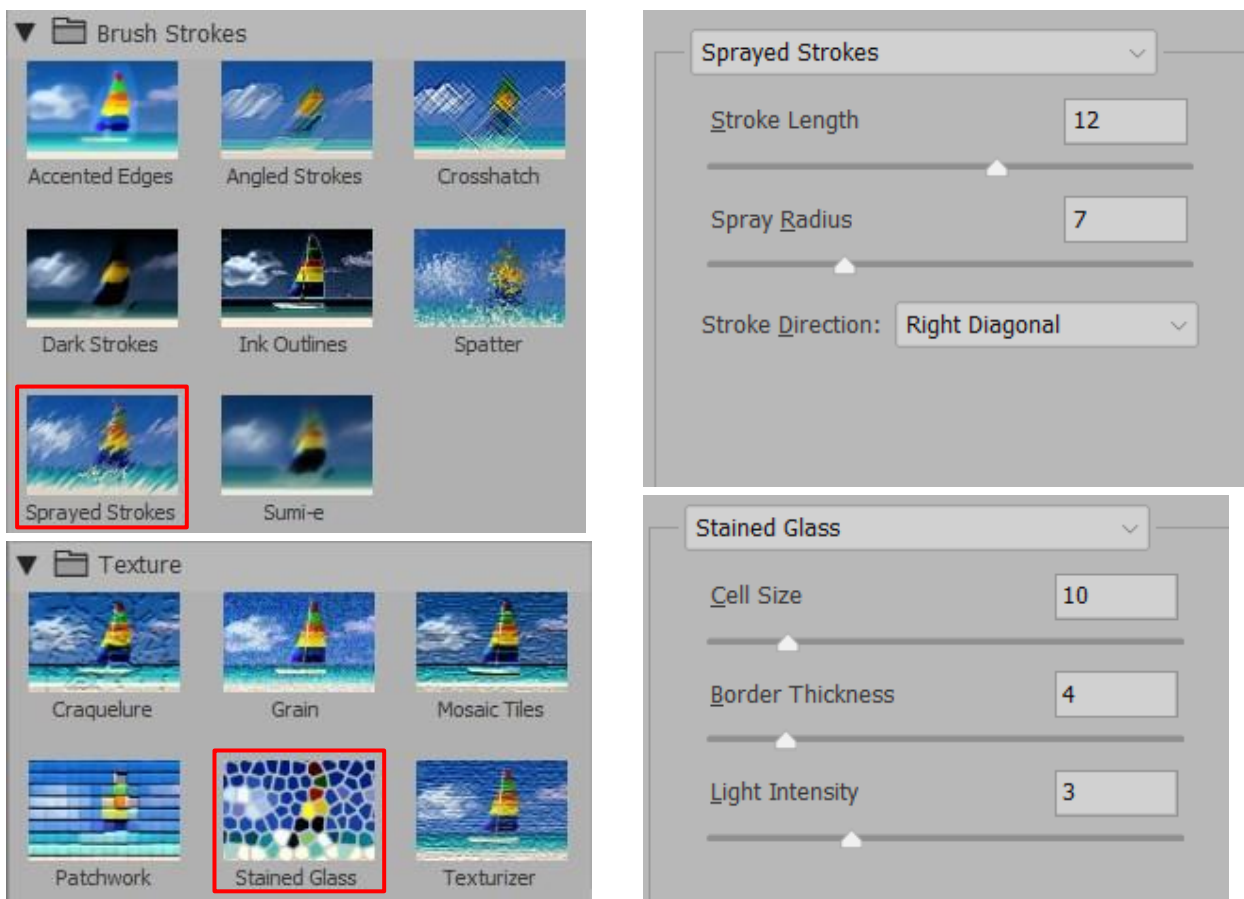 Brush Strokes
Accented Edges
Angled Strokes
Crosshatch
Dark Strokes
Ink Outlines
Spatter
Sprayed Strokes
Sumi-e
Sprayed Strokes
Stroke Length
12
Spray Radius
7
Stroke Direction: Right Diagonal
Texture
Craquelure
Grain
Mosaic Tiles
Patchwork
Stained Glass
Texturizer
Stained Glass
Cell Size
10
Border Thickness
4
Light Intensity
3